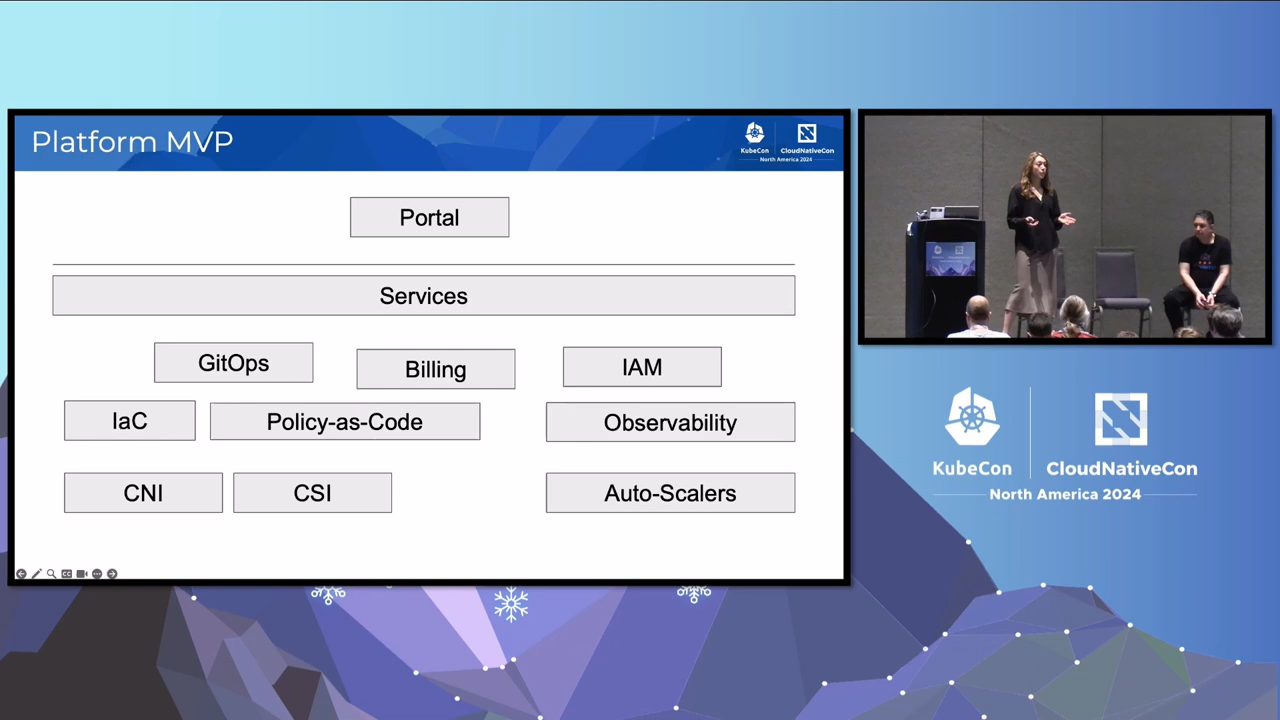 Platform MVP
KubeCon
CloudNativeCon
North America 2024
Portal
Services
GitOps
Billing
IAM
IaC
Policy-as-Code
Observability
CNI
CSI
Auto-Scalers
KubeCon
CloudNativeCon
North America 2024